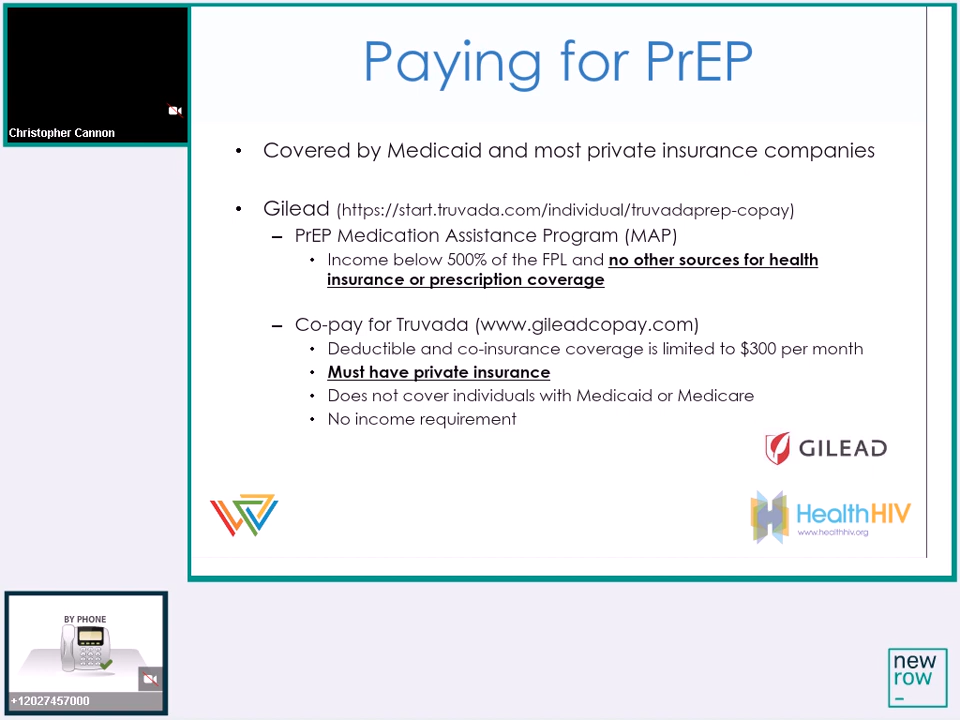 Paying for PrEP
Christopher Cannon
• Covered by Medicaid and most private insurance companies
• Gilead (https://start.truvada.com/individual/truvadaprep-copay)
– PrEP Medication Assistance Program (MAP)
• Income below 500% of the FPL and no other sources for health
insurance or prescription coverage
– Co-pay for Truvada (www.gileadcopay.com)
• Deductible and co-insurance coverage is limited to $300 per month
• Must have private insurance
• Does not cover individuals with Medicaid or Medicare
• No income requirement
GILEAD
HealthHIV
www.healthhiv.org
BY PHONE
+12027457000
new
row